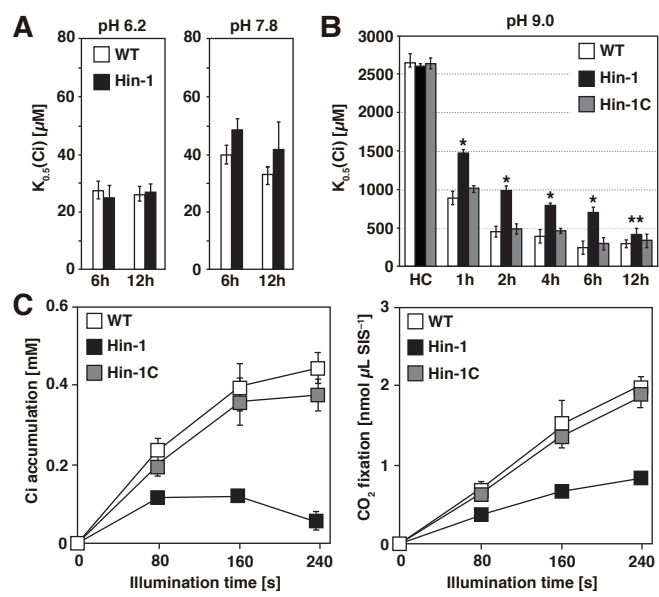 A
pH 6.2
pH 7.8
WT
Hin-1
K0.5(Ci) [µM]
80
60
40
20
0
6h 12h
80
60
40
20
0
6h 12h
B
pH 9.0
WT
Hin-1
Hin-1C
K0.5(Ci) [µM]
3000
2500
2000
1500
1000
500
0
* * * * **
HC 1h 2h 4h 6h 12h
C
WT
Hin-1
Hin-1C
Ci accumulation [mM]
0.6
0.4
0.2
0
0 80 160 240
Illumination time [s]
WT
Hin-1
Hin-1C
CO2 fixation [nmol µL SIS−1]
3
2
1
0
0 80 160 240
Illumination time [s]